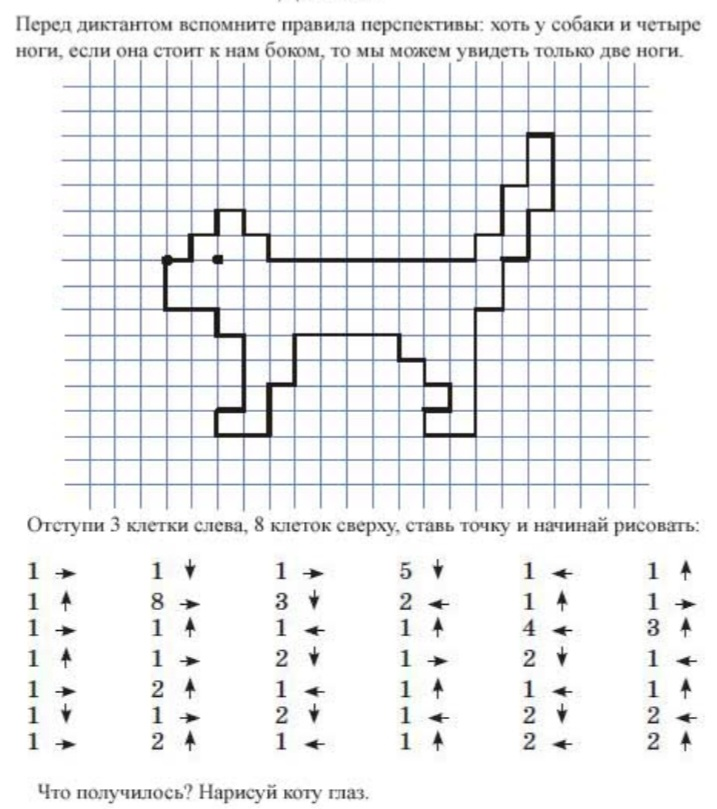 Перед диктантом вспомните правила перспективы: хоть у собаки и четыре
ноги, если она стоит к нам боком, то мы можем увидеть только две ноги.
Отступи 3 клетки слева, 8 клеток сверху, ставь точку и начинай рисовать:
1 → 1 ↓ 1 → 5 ↓ 1 ← 1 ↑
1 ↑ 8 → 3 ↓ 2 ← 1 ↑ 1 →
1 → 1 ↑ 1 ← 1 ↑ 4 ← 3 ↑
1 ↑ 1 → 2 ↓ 1 → 2 ↓ 1 ←
1 → 2 ↑ 1 ← 1 ↑ 1 ← 1 ↑
1 ↓ 1 → 2 ↓ 1 ← 2 ↓ 2 ←
1 → 2 ↑ 1 ← 1 ↑ 2 ← 2 ↑
Что получилось? Нарисуй коту глаз.